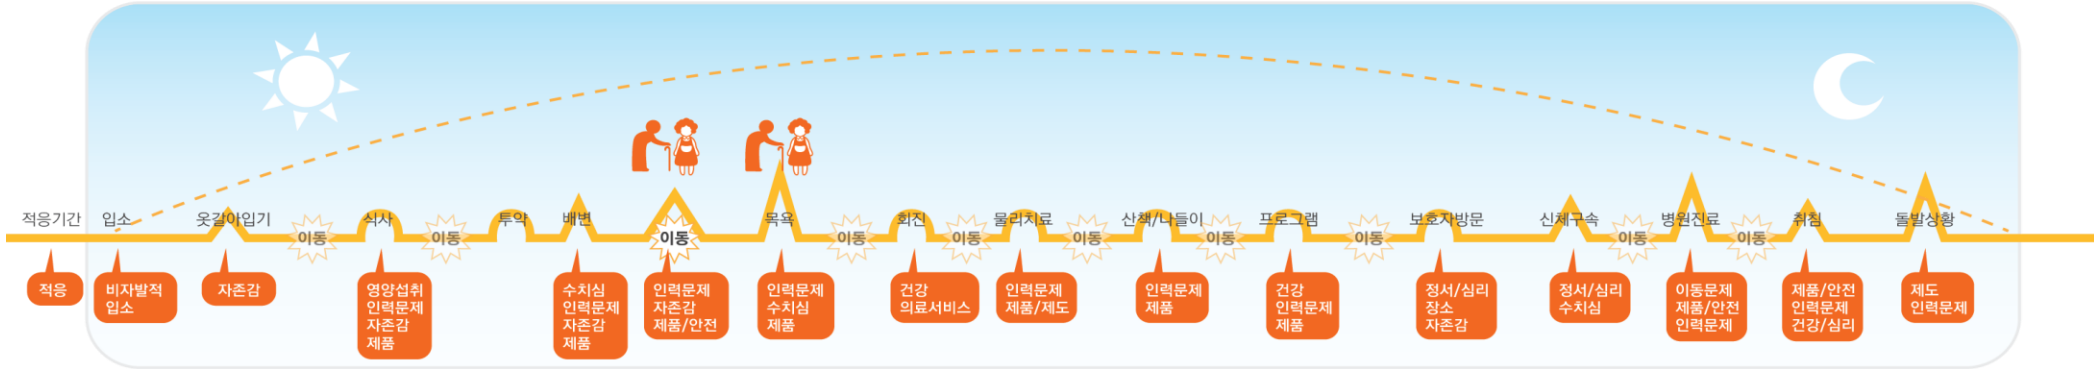 적응기간
입소
옷갈아입기
이동
식사
이동
투약
배변
이동
목욕
이동
회진
이동
물리치료
이동
산책/나들이
이동
프로그램
이동
보호자방문
신체구속
이동
병원진료
이동
취침
돌발상황
적응
비자발적
입소
자존감
영양섭취
인력문제
자존감
제품
수치심
인력문제
자존감
제품
인력문제
자존감
제품/안전
인력문제
수치심
제품
건강
의료서비스
인력문제
제품/제도
인력문제
제품
건강
인력문제
제품
정서/심리
장소
자존감
정서/심리
수치심
이동문제
제품/안전
인력문제
제품/안전
인력문제
건강/심리
제도
인력문제